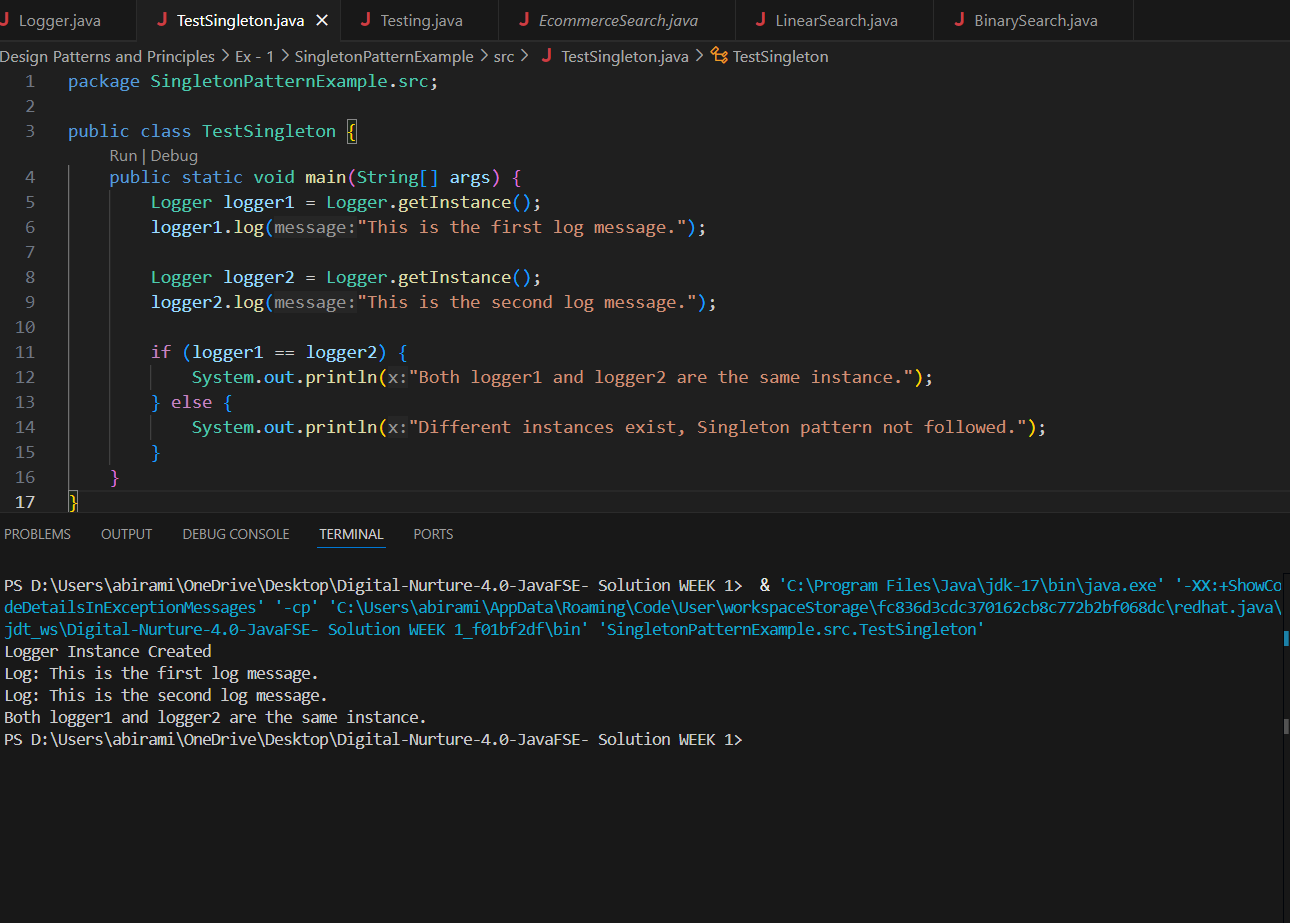 Logger.java
TestSingleton.java
Testing.java
EcommerceSearch.java
LinearSearch.java
BinarySearch.java
Design Patterns and Principles > Ex - 1 > SingletonPatternExample > src > TestSingleton.java > TestSingleton
1 package SingletonPatternExample.src;
2
3 public class TestSingleton {
Run | Debug
4 public static void main(String[] args) {
5 Logger logger1 = Logger.getInstance();
6 logger1.log(message:"This is the first log message.");
7
8 Logger logger2 = Logger.getInstance();
9 logger2.log(message:"This is the second log message.");
10
11 if (logger1 == logger2) {
12 System.out.println(x:"Both logger1 and logger2 are the same instance.");
13 } else {
14 System.out.println(x:"Different instances exist, Singleton pattern not followed.");
15 }
16 }
17 }
PROBLEMS OUTPUT DEBUG CONSOLE TERMINAL PORTS
PS D:\Users\abirami\OneDrive\Desktop\Digital-Nurture-4.0-JavaFSE- Solution WEEK 1> & 'C:\Program Files\Java\jdk-17\bin\java.exe' '-XX:+ShowCo
deDetailsInExceptionMessages' '-cp' 'C:\Users\abirami\AppData\Roaming\Code\User\workspaceStorage\fc836d3cdc370162cb8c772b2bf068dc\redhat.java\
jdt_ws\Digital-Nurture-4.0-JavaFSE- Solution WEEK 1_f01bf2df\bin' 'SingletonPatternExample.src.TestSingleton'
Logger Instance Created
Log: This is the first log message.
Log: This is the second log message.
Both logger1 and logger2 are the same instance.
PS D:\Users\abirami\OneDrive\Desktop\Digital-Nurture-4.0-JavaFSE- Solution WEEK 1>